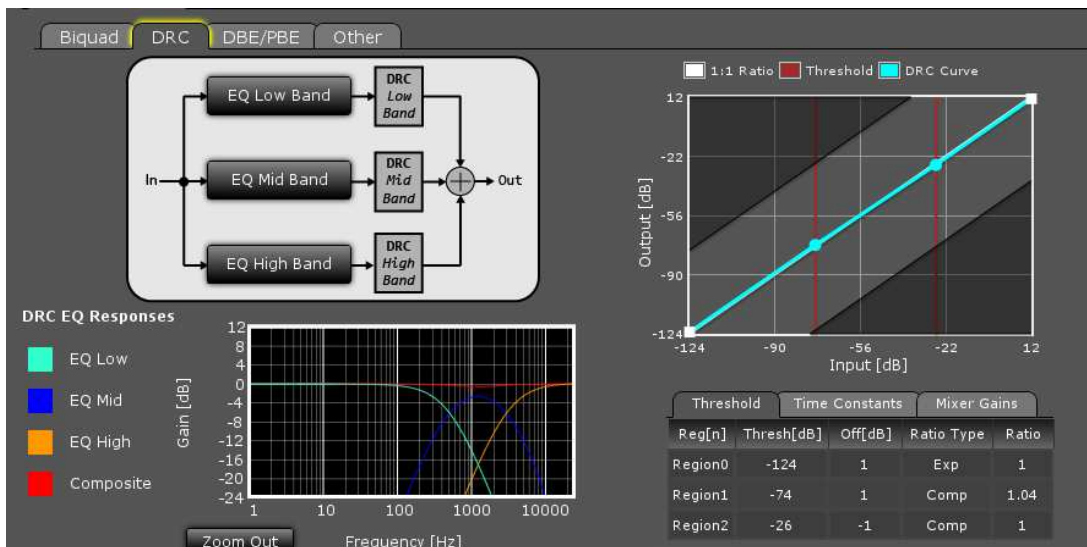 Biquad DRC DBE/PBE Other
EQ Low Band
DRC
Low
Band
In
EQ Mid Band
DRC
Mid
Band
Out
EQ High Band
DRC
High
Band
1:1 Ratio Threshold DRC Curve
12
-22
-56
-90
-124
Output [dB]
-124 -90 -56 -22 12
Input [dB]
DRC EQ Responses
EQ Low
EQ Mid
EQ High
Composite
12
8
4
0
-4
-8
-12
-16
-20
-24
Gain [dB]
1 10 100 1000 10000
Zoom Out
Frequency [Hz]
Threshold Time Constants Mixer Gains
Reg[n] Thresh[dB] Off[dB] Ratio Type Ratio
Region0 -124 1 Exp 1
Region1 -74 1 Comp 1.04
Region2 -26 -1 Comp 1